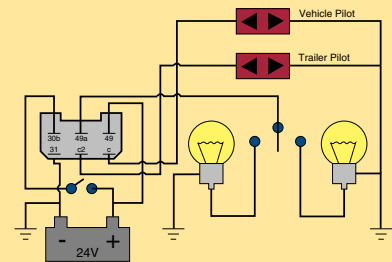 Vehicle Pilot
Trailer Pilot
30b 49a 49
31 c2 c
- +
24V